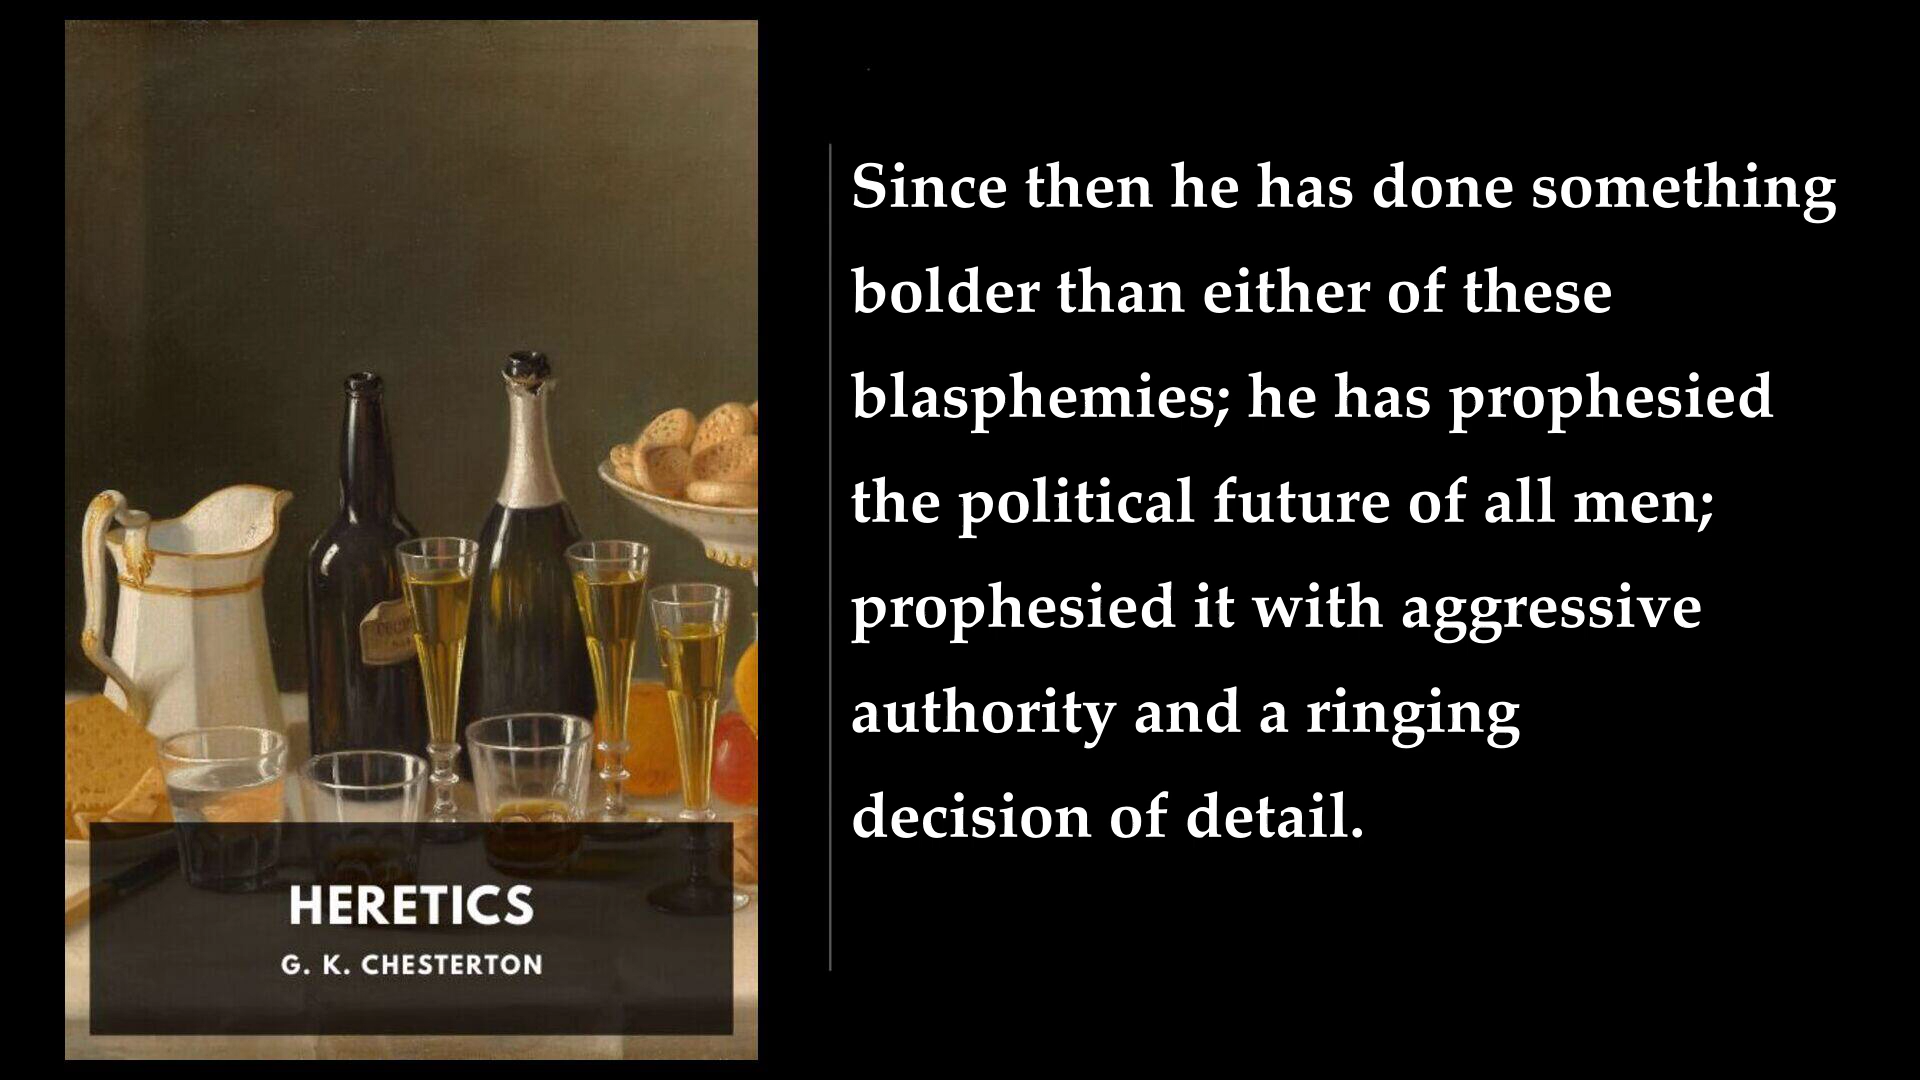 Since then he has done something
bolder than either of these
blasphemies; he has prophesied
the political future of all men;
prophesied it with aggressive
authority and a ringing
decision of detail.
HERETICS
G. K. CHESTERTON